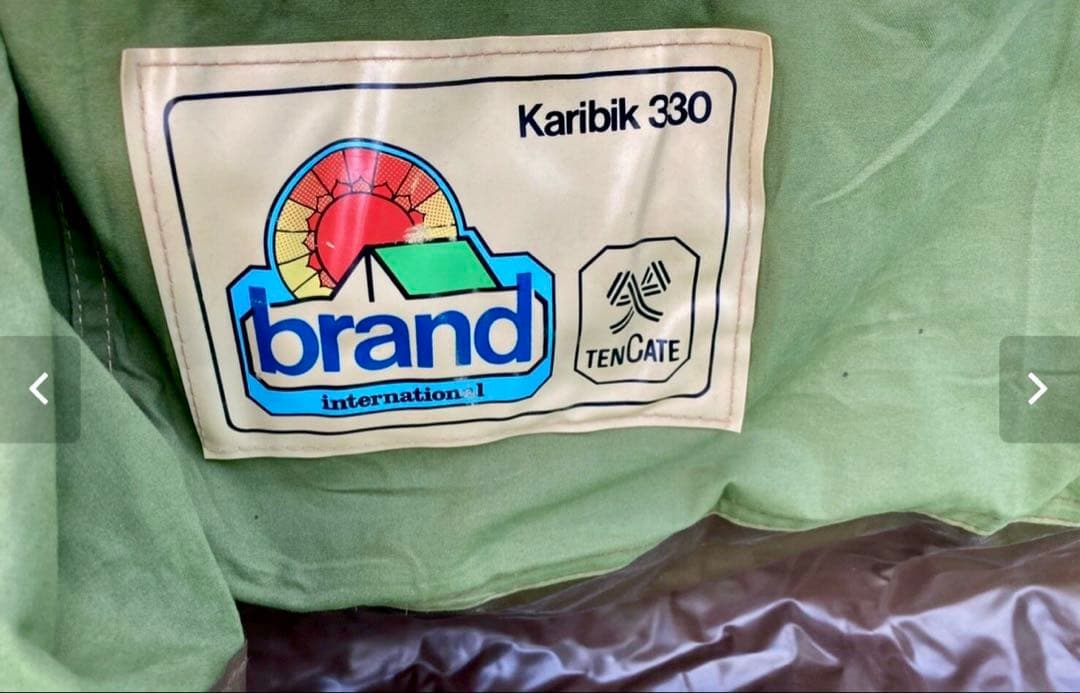 Karibik 330
brand
international
TENCATE